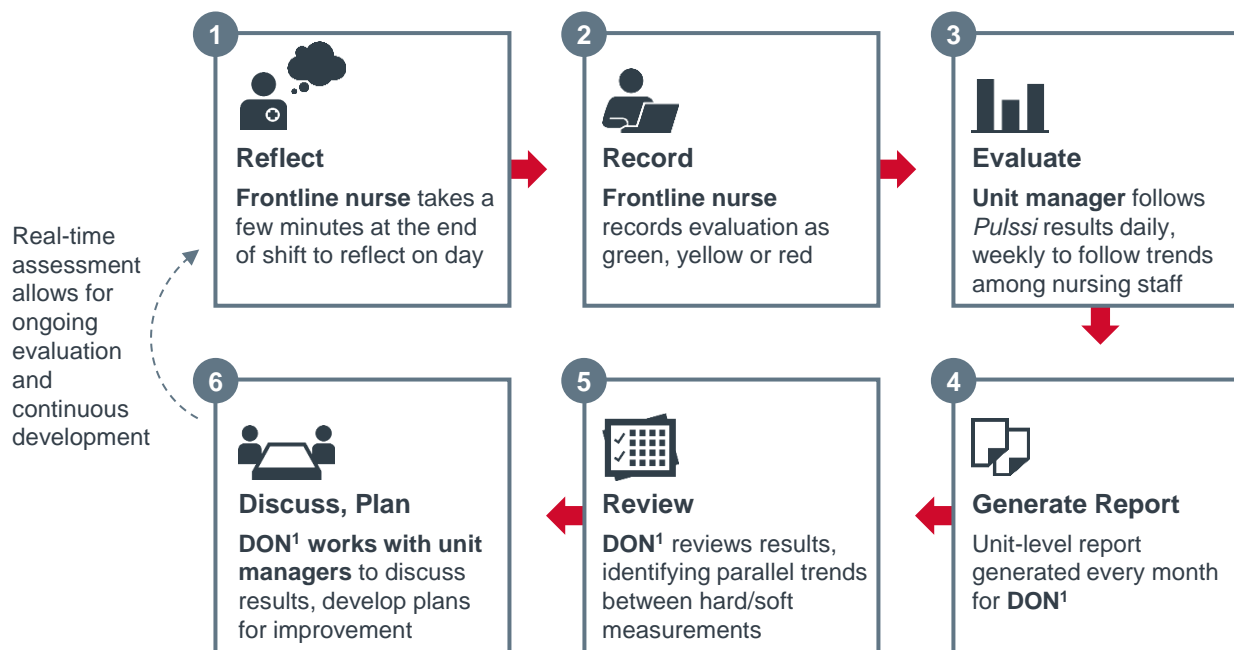 1
Reflect
Frontline nurse takes a
few minutes at the end
of shift to reflect on day
2
Record
Frontline nurse
records evaluation as
green, yellow or red
3
Evaluate
Unit manager follows
Pulssi results daily,
weekly to follow trends
among nursing staff
Real-time
assessment
allows for
ongoing
evaluation
and
continuous
development
4
Generate Report
Unit-level report
generated every month
for DON¹
5
Review
DON¹ reviews results,
identifying parallel trends
between hard/soft
measurements
6
Discuss, Plan
DON¹ works with unit
managers to discuss
results, develop plans
for improvement